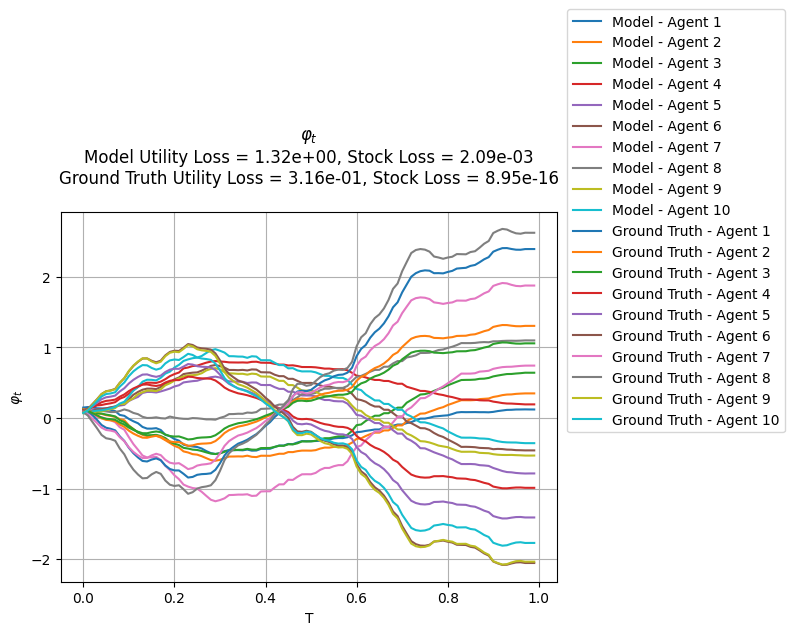 φ_t
Model Utility Loss = 1.32e+00, Stock Loss = 2.09e-03
Ground Truth Utility Loss = 3.16e-01, Stock Loss = 8.95e-16
φ_t
2
1
0
−1
−2
0.0 0.2 0.4 0.6 0.8 1.0
T
Model - Agent 1
Model - Agent 2
Model - Agent 3
Model - Agent 4
Model - Agent 5
Model - Agent 6
Model - Agent 7
Model - Agent 8
Model - Agent 9
Model - Agent 10
Ground Truth - Agent 1
Ground Truth - Agent 2
Ground Truth - Agent 3
Ground Truth - Agent 4
Ground Truth - Agent 5
Ground Truth - Agent 6
Ground Truth - Agent 7
Ground Truth - Agent 8
Ground Truth - Agent 9
Ground Truth - Agent 10